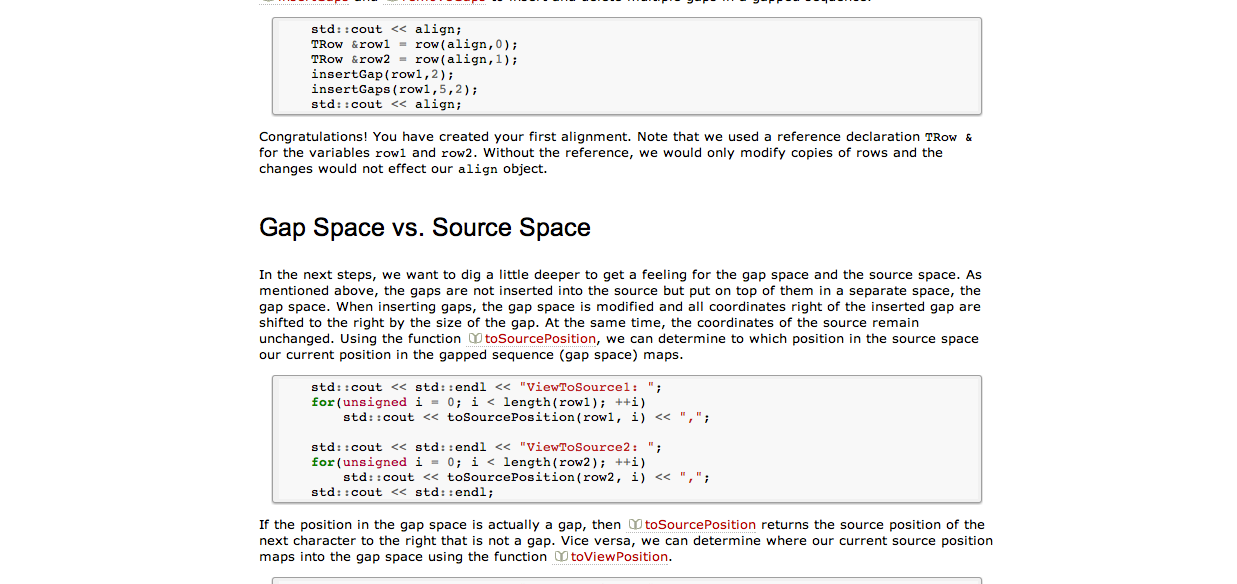 std::cout << align;
TRow &row1 = row(align,0);
TRow &row2 = row(align,1);
insertGap(row1,2);
insertGaps(row1,5,2);
std::cout << align;
Congratulations! You have created your first alignment. Note that we used a reference declaration TRow &
for the variables row1 and row2. Without the reference, we would only modify copies of rows and the
changes would not effect our align object.
Gap Space vs. Source Space
In the next steps, we want to dig a little deeper to get a feeling for the gap space and the source space. As
mentioned above, the gaps are not inserted into the source but put on top of them in a separate space, the
gap space. When inserting gaps, the gap space is modified and all coordinates right of the inserted gap are
shifted to the right by the size of the gap. At the same time, the coordinates of the source remain
unchanged. Using the function toSourcePosition, we can determine to which position in the source space
our current position in the gapped sequence (gap space) maps.
std::cout << std::endl << "ViewToSource1: ";
for(unsigned i = 0; i < length(row1); ++i)
std::cout << toSourcePosition(row1, i) << ",";
std::cout << std::endl << "ViewToSource2: ";
for(unsigned i = 0; i < length(row2); ++i)
std::cout << toSourcePosition(row2, i) << ",";
std::cout << std::endl;
If the position in the gap space is actually a gap, then toSourcePosition returns the source position of the
next character to the right that is not a gap. Vice versa, we can determine where our current source position
maps into the gap space using the function toViewPosition.